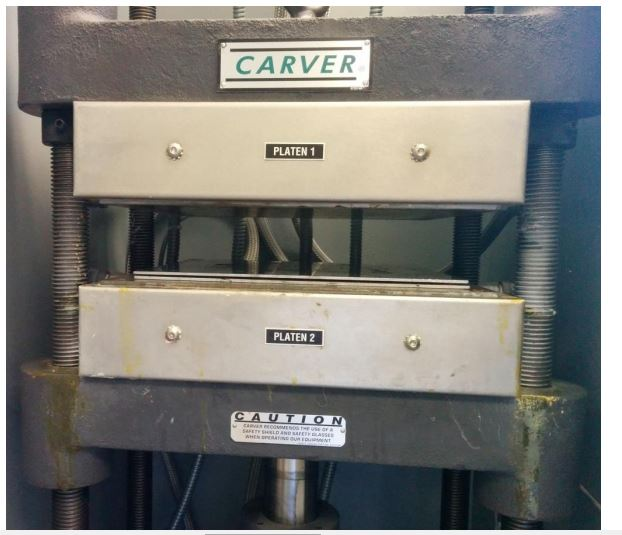 CARVER
PLATEN 1
PLATEN 2
CAUTION
CARVER RECOMMENDS THE USE OF A
SAFETY SHIELD AND SAFETY GLASSES
WHEN OPERATING OUR EQUIPMENT